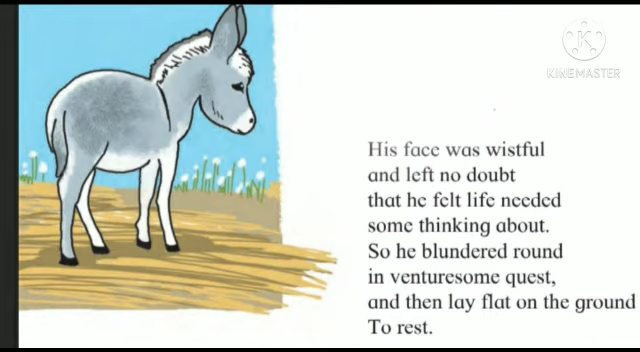 KINEMASTER
His face was wistful
and left no doubt
that he felt life needed
some thinking about.
So he blundered round
in venturesome quest,
and then lay flat on the ground
To rest.